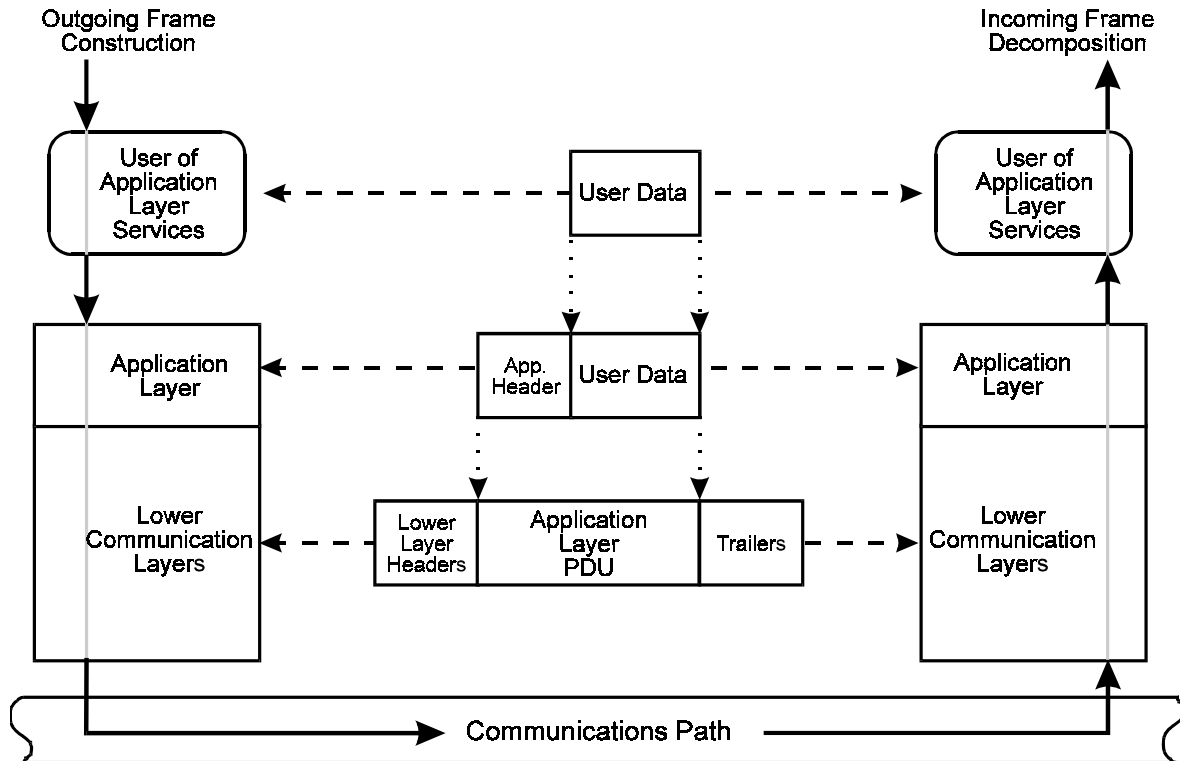 Outgoing Frame
Construction
Incoming Frame
Decomposition
User of
Application
Layer
Services
User Data
User of
Application
Layer
Services
Application
Layer
App.
Header
User Data
Application
Layer
Lower
Communication
Layers
Lower
Layer
Headers
Application
Layer
PDU
Trailers
Lower
Communication
Layers
Communications Path